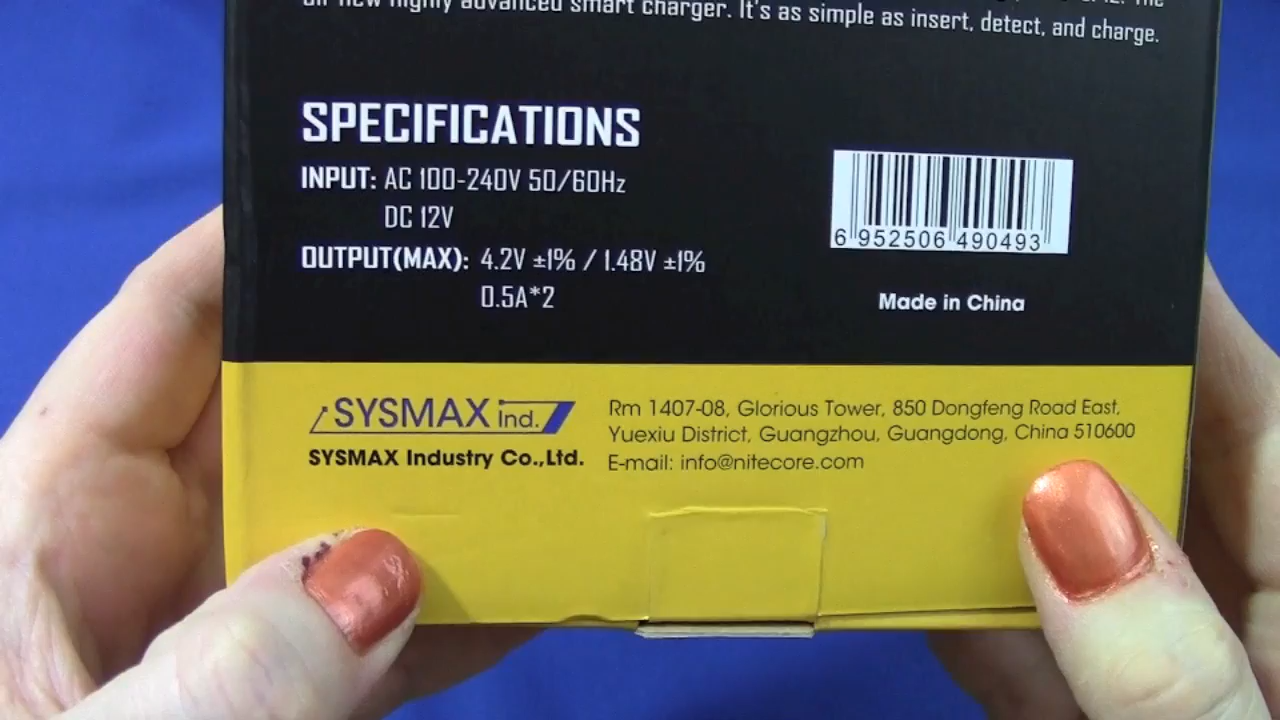 new highly advanced smart charger. It's as simple as insert, detect, and charge.
SPECIFICATIONS
INPUT: AC 100-240V 50/60Hz
DC 12V
OUTPUT(MAX): 4.2V ±1% / 1.48V ±1%
0.5A*2
6 952506 490493
Made in China
SYSMAX ind.
SYSMAX Industry Co.,Ltd.
Rm 1407-08, Glorious Tower, 850 Dongfeng Road East,
Yuexiu District, Guangzhou, Guangdong, China 510600
E-mail: info@nitecore.com